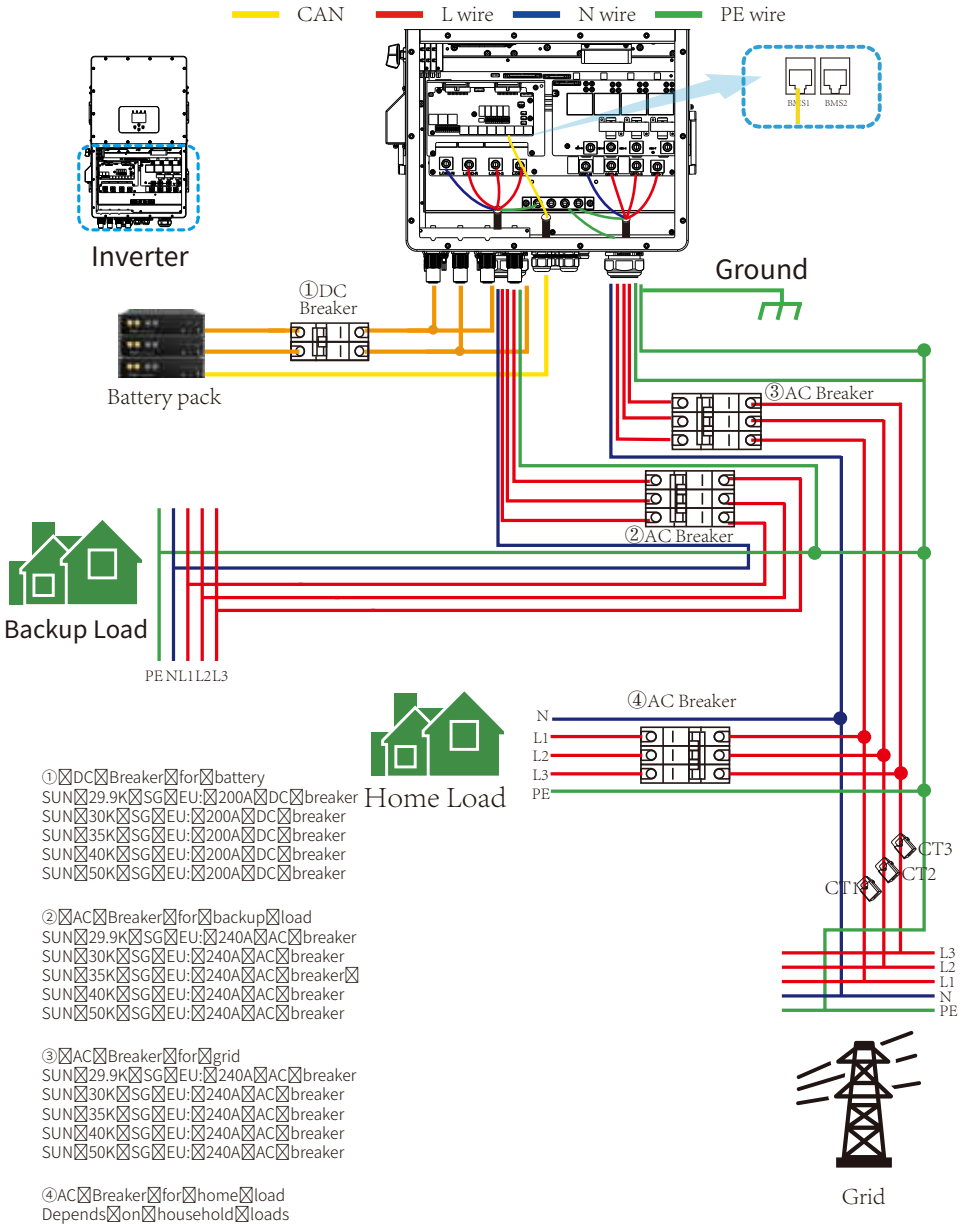 CAN
L wire
N wire
PE wire
BMS1
BMS2
Inverter
Ground
①DC
Breaker
Battery pack
③AC Breaker
②AC Breaker
Backup Load
PE N L1 L2 L3
④AC Breaker
N
L1
L2
L3
PE
Home Load
①DC Breaker for battery
SUN 29.9K SG EU: 200A DC breaker
SUN 30K SG EU: 200A DC breaker
SUN 35K SG EU: 200A DC breaker
SUN 40K SG EU: 200A DC breaker
SUN 50K SG EU: 200A DC breaker
② AC Breaker for backup load
SUN 29.9K SG EU: 240A AC breaker
SUN 30K SG EU: 240A AC breaker
SUN 35K SG EU: 240A AC breaker
SUN 40K SG EU: 240A AC breaker
SUN 50K SG EU: 240A AC breaker
③ AC Breaker for grid
SUN 29.9K SG EU: 240A AC breaker
SUN 30K SG EU: 240A AC breaker
SUN 35K SG EU: 240A AC breaker
SUN 40K SG EU: 240A AC breaker
SUN 50K SG EU: 240A AC breaker
④AC Breaker for home load
Depends on household loads
CT3
CT2
CT1
L3
L2
L1
N
PE
Grid